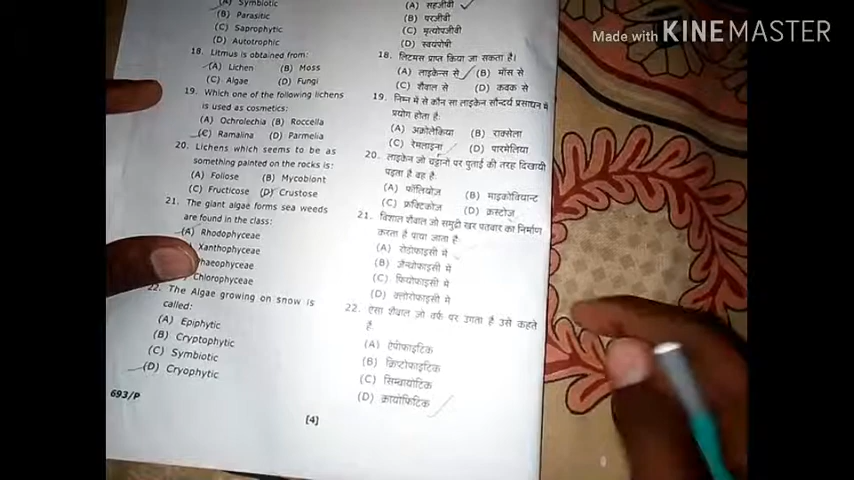 Made with KINEMASTER
(A) Symbiotic
(B) Parasitic
(C) Saprophytic
(D) Autotrophic
18. Litmus is obtained from:
(A) Lichen (B) Moss
(C) Algae (D) Fungi
19. Which one of the following lichens
is used as cosmetics:
(A) Ochrolechia (B) Roccella
(C) Ramalina (D) Parmelia
20. Lichens which seems to be as
something painted on the rocks is:
(A) Foliose (B) Mycobiont
(C) Fructicose (D) Crustose
21. The giant algae forms sea weeds
are found in the class:
(A) Rhodophyceae
Xanthophyceae
Phaeophyceae
Chlorophyceae
22. The Algae growing on snow is
called:
(A) Epiphytic
(B) Cryptophytic
(C) Symbiotic
(D) Cryophytic
693/P
[4]
(A) सहजीवी
(B) परजीवी
(C) मृत्योपजीवी
(D) स्वयंपोषी
18. लिटमस प्राप्त किया जा सकता है।
(A) लाइकेन्स से (B) मॉस से
(C) शैवाल से (D) कवक से
19. निम्न में से कौन सा लाइकेन सौन्दर्य प्रसाधन में
प्रयोग होता है:
(A) अक्रोलेकिया (B) राक्सेला
(C) रेमलाइना (D) पारमेलिया
20. लाइकेन जो चट्टानों पर पुताई की तरह दिखायी
पड़ता है वह है:
(A) फॉलियोज (B) माइकोबियान्ट
(C) फ्रक्टिकोज (D) क्रस्टोज
21. विशाल शैवाल जो समुद्री खर पतवार का निर्माण
करता है पाया जाता है:
(A) रोडोफाइसी में
(B) जैन्थोफाइसी में
(C) फियोफाइसी में
(D) क्लोरोफाइसी में
22. ऐसा शैवाल जो वर्फ पर उगता है उसे कहते
है:
(A) ऐपीफाइटिक
(B) क्रिप्टोफाइटिक
(C) सिम्बायोटिक
(D) क्रायोफिटिक